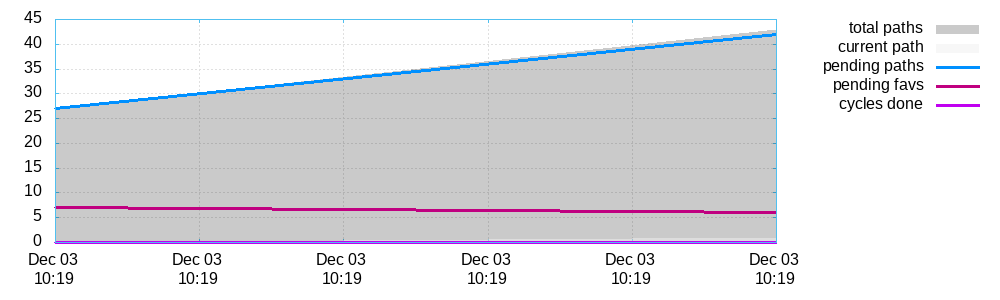 45
40
35
30
25
20
15
10
5
0
Dec 03 Dec 03 Dec 03 Dec 03 Dec 03 Dec 03
10:19 10:19 10:19 10:19 10:19 10:19
total paths
current path
pending paths
pending favs
cycles done